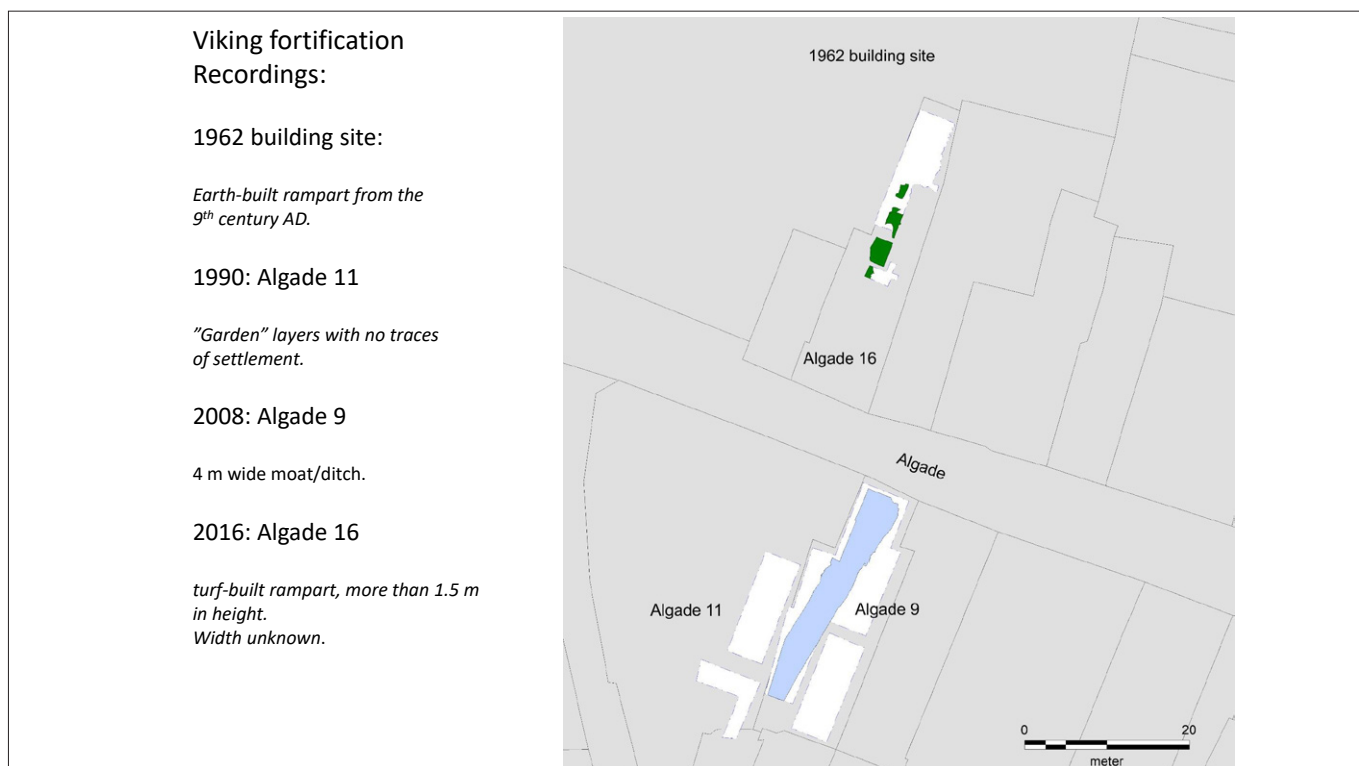 Viking fortification
Recordings:
1962 building site:
Earth-built rampart from the
9th century AD.
1990: Algade 11
”Garden” layers with no traces
of settlement.
2008: Algade 9
4 m wide moat/ditch.
2016: Algade 16
turf-built rampart, more than 1.5 m
in height.
Width unknown.
1962 building site
Algade 16
Algade
Algade 11
Algade 9
0 20
meter